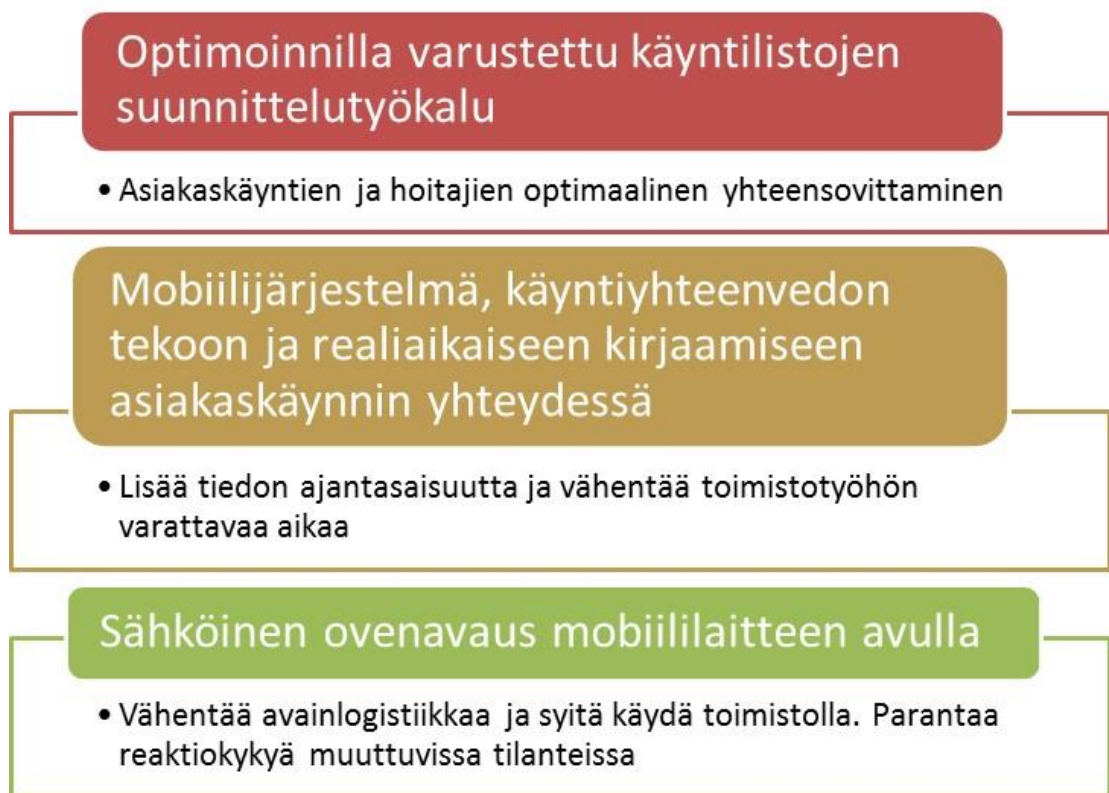 Optimoinnilla varustettu käyntilistojen
suunnittelutyökalu
• Asiakaskäyntien ja hoitajien optimaalinen yhteensovittaminen
Mobiilijärjestelmä, käyntiyhteenvedon
tekoon ja realiaikaiseen kirjaamiseen
asiakaskäynnin yhteydessä
• Lisää tiedon ajantasaisuutta ja vähentää toimistotyöhön
varattavaa aikaa
Sähköinen ovenavaus mobiililaitteen avulla
• Vähentää avainlogistiikkaa ja syitä käydä toimistolla. Parantaa
reaktiokykyä muuttuvissa tilanteissa